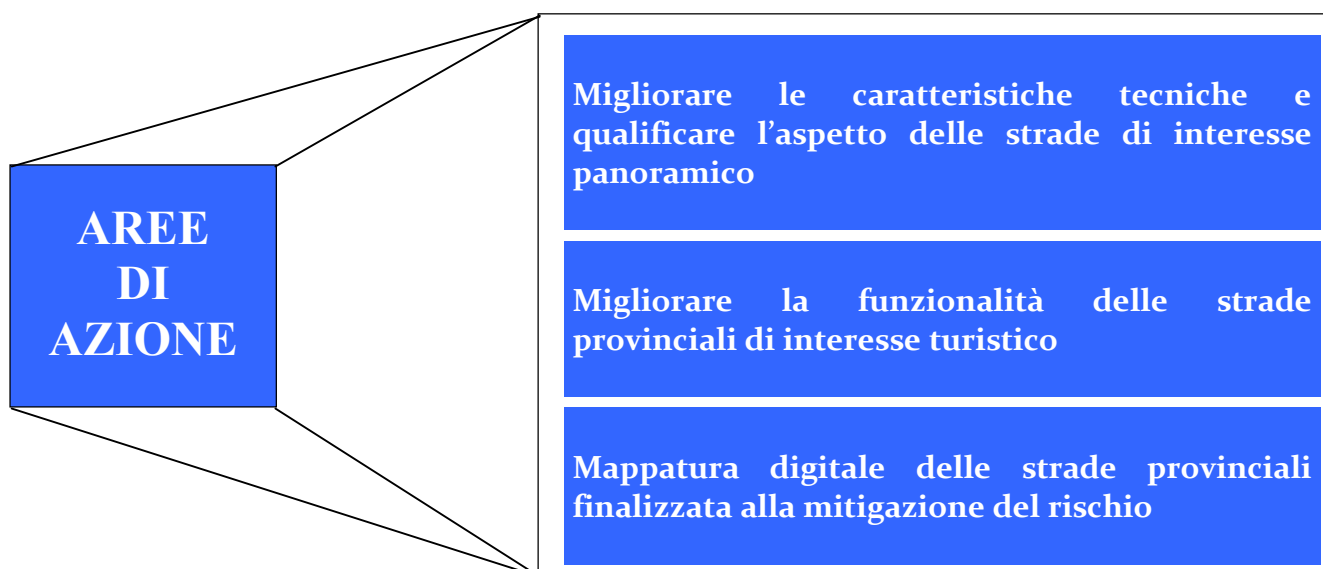 AREE
DI
AZIONE
Migliorare le caratteristiche tecniche e
qualificare l’aspetto delle strade di interesse
panoramico
Migliorare la funzionalità delle strade
provinciali di interesse turistico
Mappatura digitale delle strade provinciali
finalizzata alla mitigazione del rischio